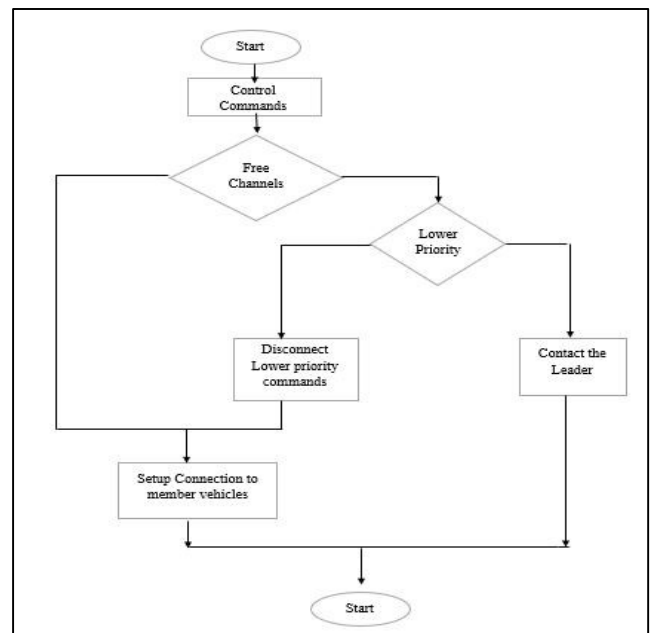 Start
Control
Commands
Free
Channels
Lower
Priority
Disconnect
Lower priority
commands
Contact the
Leader
Setup Connection to
member vehicles
Start